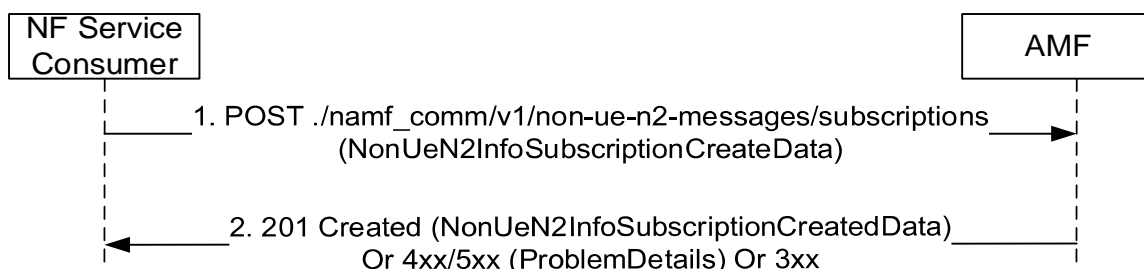 NF Service
Consumer
AMF
1. POST ./namf_comm/v1/non-ue-n2-messages/subscriptions
(NonUeN2InfoSubscriptionCreateData)
2. 201 Created (NonUeN2InfoSubscriptionCreatedData)
Or 4xx/5xx (ProblemDetails) Or 3xx